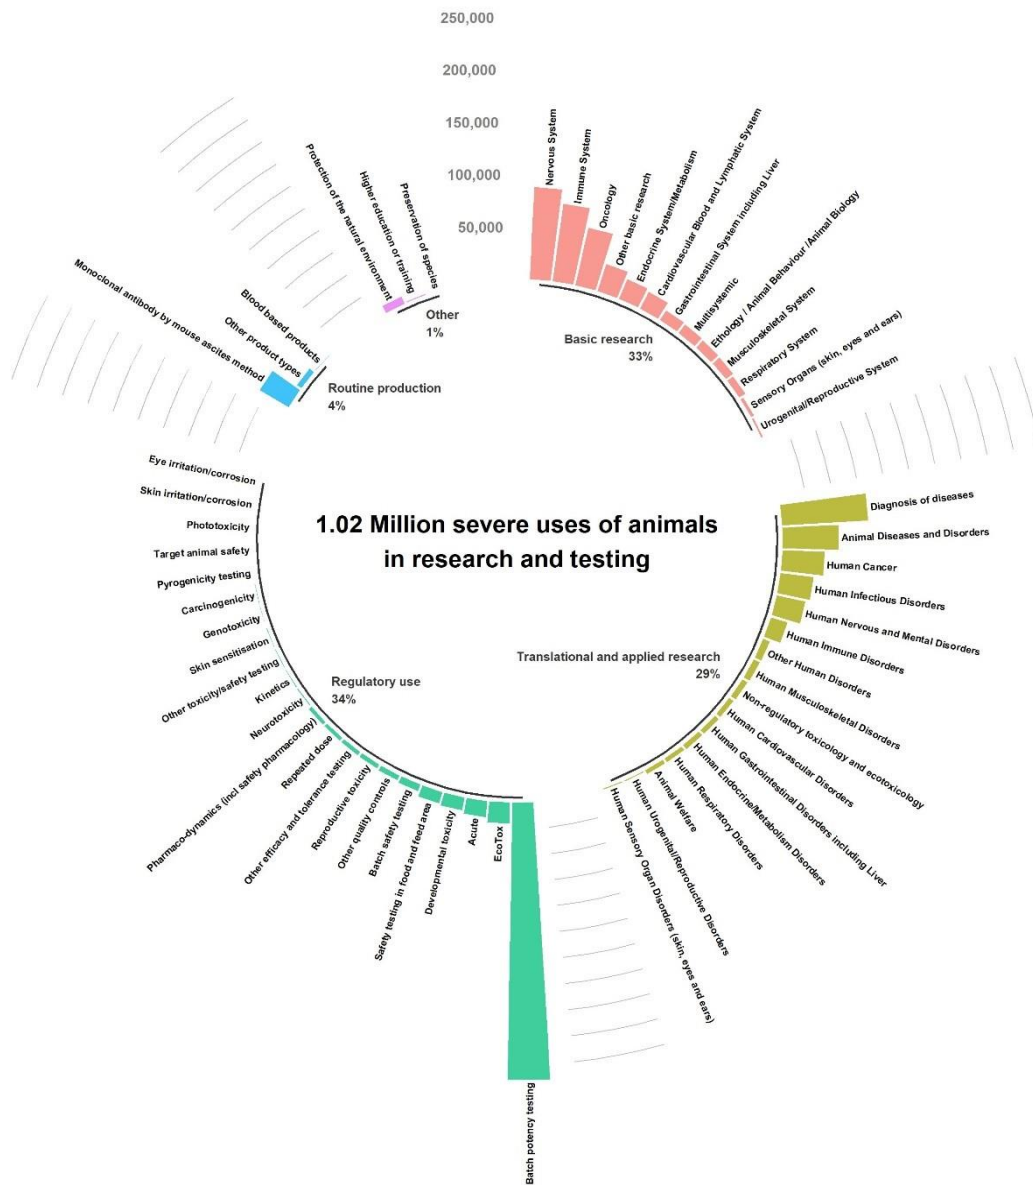 250,000
200,000
150,000
100,000
50,000
Nervous System
Immune System
Oncology
Other basic research
Endocrine System/Metabolism
Cardiovascular Blood and Lymphatic System
Gastrointestinal System including Liver
Multisystemic
Ethology / Animal Behaviour /Animal Biology
Musculoskeletal System
Respiratory System
Sensory Organs (skin, eyes and ears)
Urogenital/Reproductive System
Basic research
33%
Diagnosis of diseases
Animal Diseases and Disorders
Human Cancer
Human Infectious Disorders
Human Nervous and Mental Disorders
Human Immune Disorders
Other Human Disorders
Human Musculoskeletal Disorders
Non-regulatory toxicology and ecotoxicology
Human Cardiovascular Disorders
Human Gastrointestinal Disorders including Liver
Human Endocrine/Metabolism Disorders
Human Respiratory Disorders
Animal Welfare
Human Urogenital/Reproductive Disorders
Human Sensory Organ Disorders (skin, eyes and ears)
Translational and applied research
29%
Batch potency testing
EcoTox
Acute
Developmental toxicity
Safety testing in food and feed area
Batch safety testing
Other quality controls
Reproductive toxicity
Other efficacy and tolerance testing
Repeated dose
Pharmaco-dynamics (incl safety pharmacology)
Neurotoxicity
Kinetics
Other toxicity/safety testing
Skin sensitisation
Genotoxicity
Carcinogenicity
Pyrogenicity testing
Target animal safety
Phototoxicity
Skin irritation/corrosion
Eye irritation/corrosion
Regulatory use
34%
Monoclonal antibody by mouse ascites method
Other product types
Blood based products
Routine production
4%
Protection of the natural environment
Higher education or training
Preservation of species
Other
1%
1.02 Million severe uses of animals
in research and testing